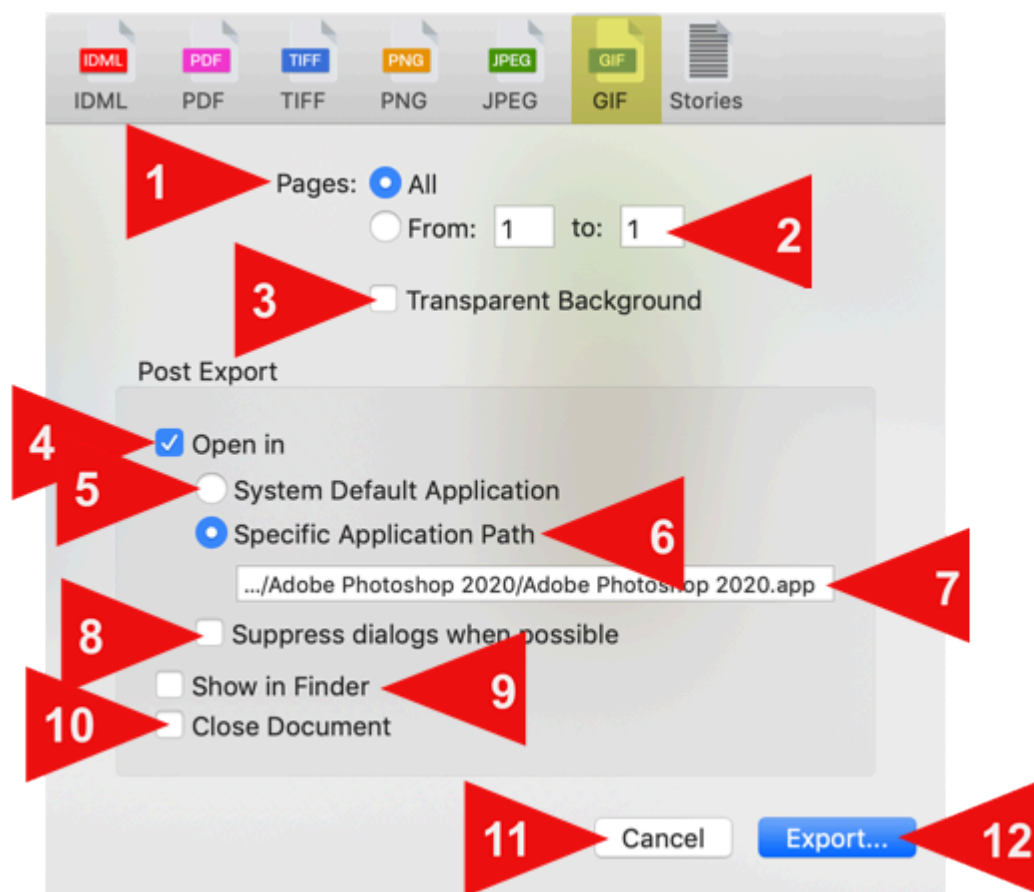 IDML PDF TIFF PNG JPEG GIF
IDML PDF TIFF PNG JPEG GIF Stories
1 Pages: All
From: 1 to: 1 2
3 Transparent Background
Post Export
4 Open in
5 System Default Application
Specific Application Path 6
.../Adobe Photoshop 2020/Adobe Photoshop 2020.app 7
8 Suppress dialogs when possible
Show in Finder 9
10 Close Document
11 Cancel Export... 12